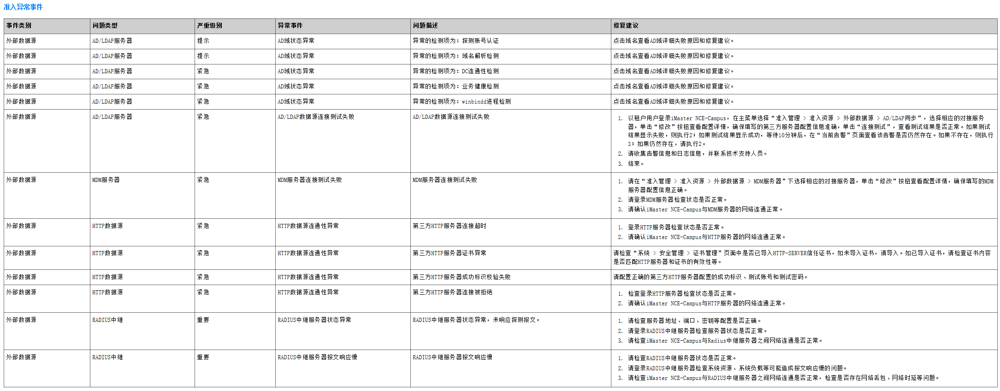 准入异常事件
事件类别 问题类型 严重级别 异常事件 问题描述 修复建议
外部数据源 AD/LDAP服务器 提示 AD域状态异常 异常的检测项为：探测账号认证 点击域名查看AD域详细失败原因和修复建议。
外部数据源 AD/LDAP服务器 提示 AD域状态异常 异常的检测项为：域名解析检测 点击域名查看AD域详细失败原因和修复建议。
外部数据源 AD/LDAP服务器 紧急 AD域状态异常 异常的检测项为：DC连通性检测 点击域名查看AD域详细失败原因和修复建议。
外部数据源 AD/LDAP服务器 紧急 AD域状态异常 异常的检测项为：业务健康检测 点击域名查看AD域详细失败原因和修复建议。
外部数据源 AD/LDAP服务器 紧急 AD域状态异常 异常的检测项为：winbindd进程检测 点击域名查看AD域详细失败原因和修复建议。
外部数据源 AD/LDAP服务器 紧急 AD/LDAP数据源连接测试失败 AD/LDAP数据源连接测试失败
1. 以租户用户登录iMaster NCE-Campus，在主菜单选择“准入管理 > 准入资源 > 外部数据源 > AD/LDAP同步”，选择相应的对接服务
器，单击“修改”按钮查看配置详情，确保填写的第三方服务器配置信息准确，单击“连接测试”，查看测试结果是否正常。如果测试
结果显示失败，则执行2；如果测试结果显示成功，等待10分钟后，在“当前告警”页面查看该告警是否仍然存在。如果不存在，则执行
3；如果仍然存在，请执行2。
2. 请收集告警信息和日志信息，并联系技术支持人员。
3. 结束。
外部数据源 MDM服务器 紧急 MDM服务器连接测试失败 MDM服务器连接测试失败
1. 请在“准入管理 > 准入资源 > 外部数据源 > MDM服务器”下选择相应的对接服务器，单击“修改”按钮查看配置详情，确保填写的MDM
服务器配置信息正确。
2. 请登录MDM服务器检查状态是否正常。
3. 请确认iMaster NCE-Campus与MDM服务器的网络连通正常。
外部数据源 HTTP数据源 紧急 HTTP数据源连通性异常 第三方HTTP服务器连接超时
1. 登录HTTP服务器检查状态是否正常。
2. 请确认iMaster NCE-Campus与HTTP服务器的网络连通正常。
外部数据源 HTTP数据源 紧急 HTTP数据源连通性异常 第三方HTTP服务器证书异常 请检查“系统 > 安全管理 > 证书管理”页面中是否已导入HTTP-SERVER信任证书，如未导入证书，请导入。如已导入证书，请检查证书内容
是否匹配HTTP服务器和证书的有效性等。
外部数据源 HTTP数据源 紧急 HTTP数据源连通性异常 第三方HTTP服务器成功标识校验失败 请配置正确的第三方HTTP服务器配置的成功标识、测试账号和测试密码。
外部数据源 HTTP数据源 紧急 HTTP数据源连通性异常 第三方HTTP服务器连接被拒绝
1. 检查登录HTTP服务器检查状态是否正常。
2. 请确认iMaster NCE-Campus与HTTP服务器的网络连通正常。
外部数据源 RADIUS中继 重要 RADIUS中继服务器状态异常 RADIUS中继服务器状态异常，未响应探测报文。
1. 请检查服务器地址、端口、密钥等配置是否正确。
2. 请登录RADIUS中继服务器检查服务器状态是否正常。
3. 请检查iMaster NCE-Campus与Radius中继服务器之间网络连通是否正常。
外部数据源 RADIUS中继 重要 RADIUS中继服务器报文响应慢 RADIUS中继服务器报文响应慢
1. 请检查RADIUS中继服务器状态是否正常。
2. 请登录RADIUS中继服务器检查系统资源、系统负载等可能造成报文响应慢的问题。
3. 请检查iMaster NCE-Campus与RADIUS中继服务器之间网络连通是否正常，检查是否存在网络丢包、网络时延等问题。